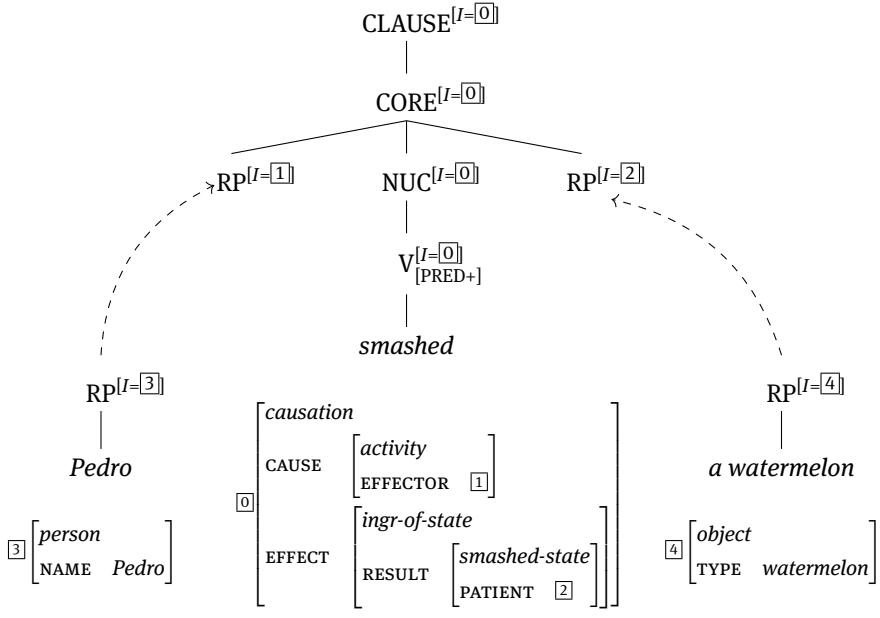 CLAUSE[I=0]
CORE[I=0]
RP[I=1] NUC[I=0] RP[I=2]
V[I=0][PRED+]
smashed
RP[I=3] RP[I=4]
Pedro a watermelon
0 [causation
CAUSE [activity
EFFECTOR 1]
EFFECT [ingr-of-state
RESULT [smashed-state
PATIENT 2]]]
3 [person
NAME Pedro]
4 [object
TYPE watermelon]